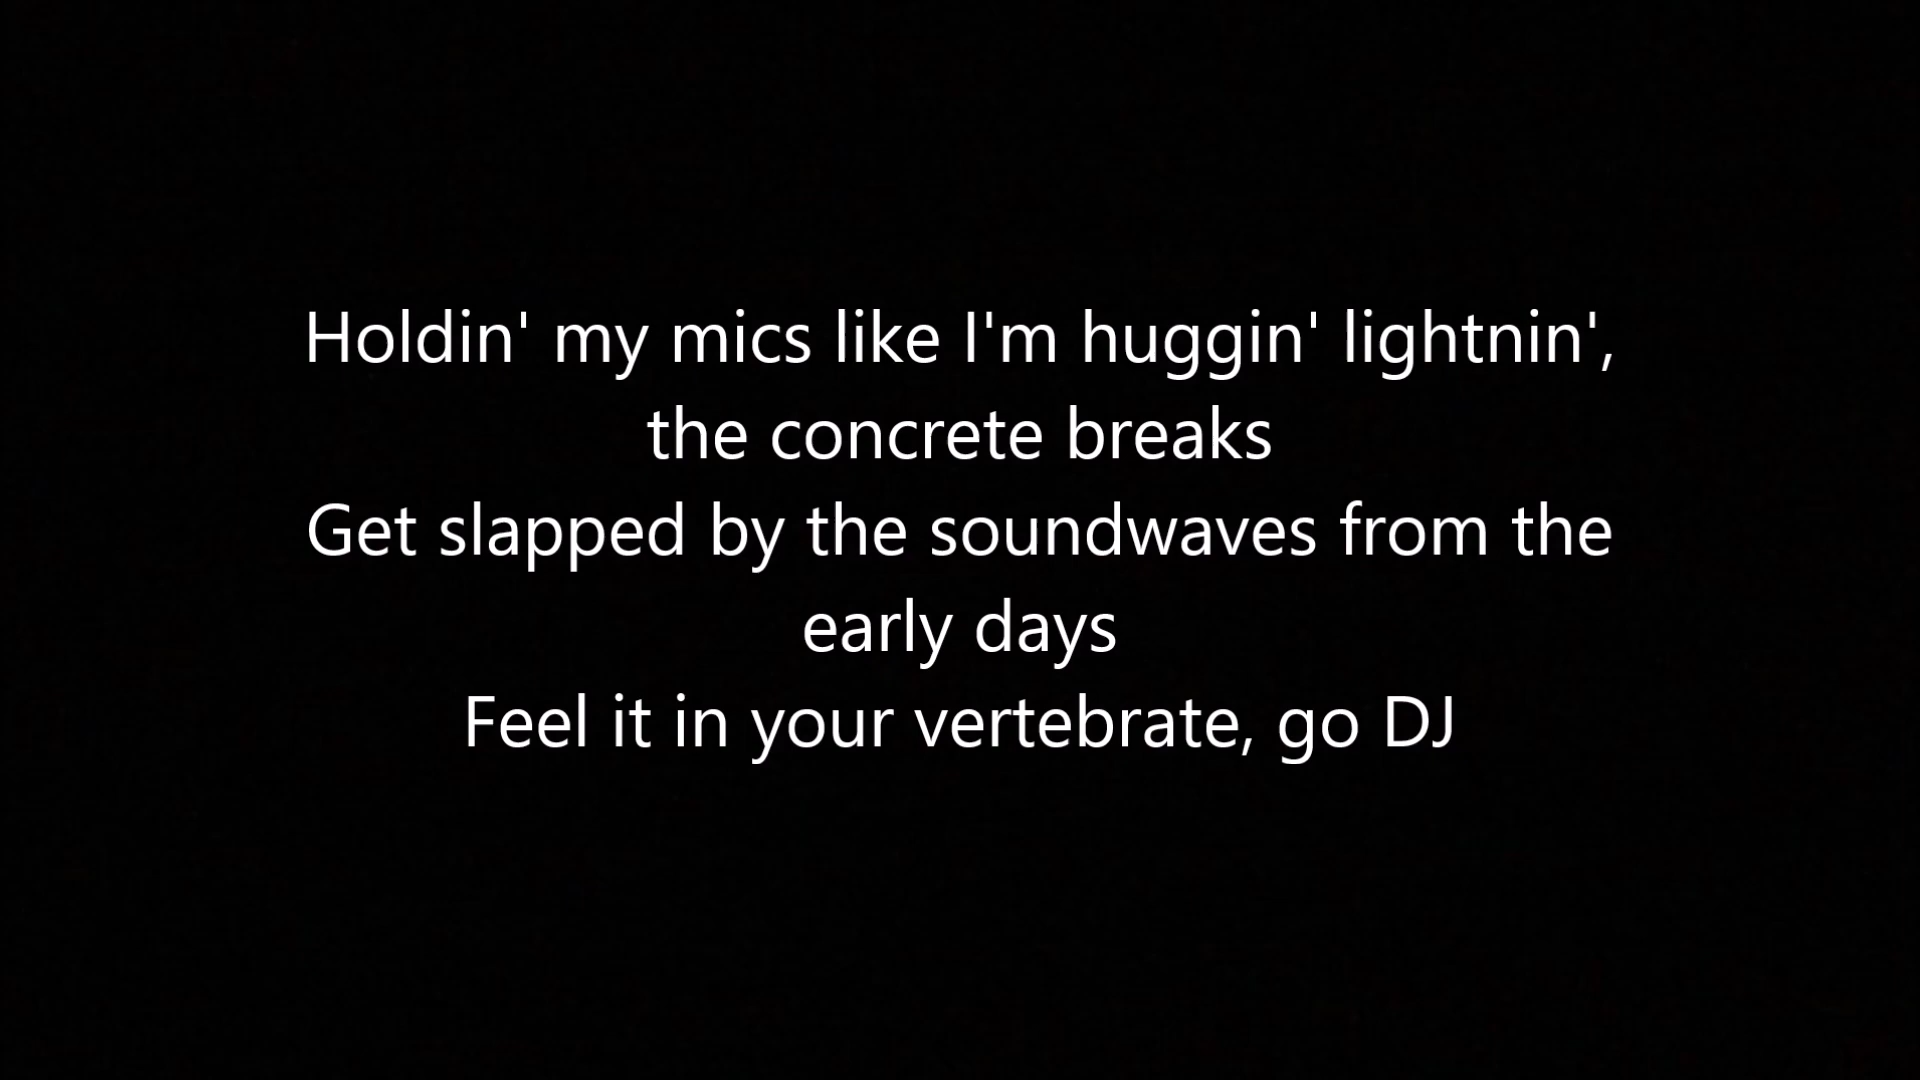 Holdin' my mics like I'm huggin' lightnin',
the concrete breaks
Get slapped by the soundwaves from the
early days
Feel it in your vertebrate, go DJ